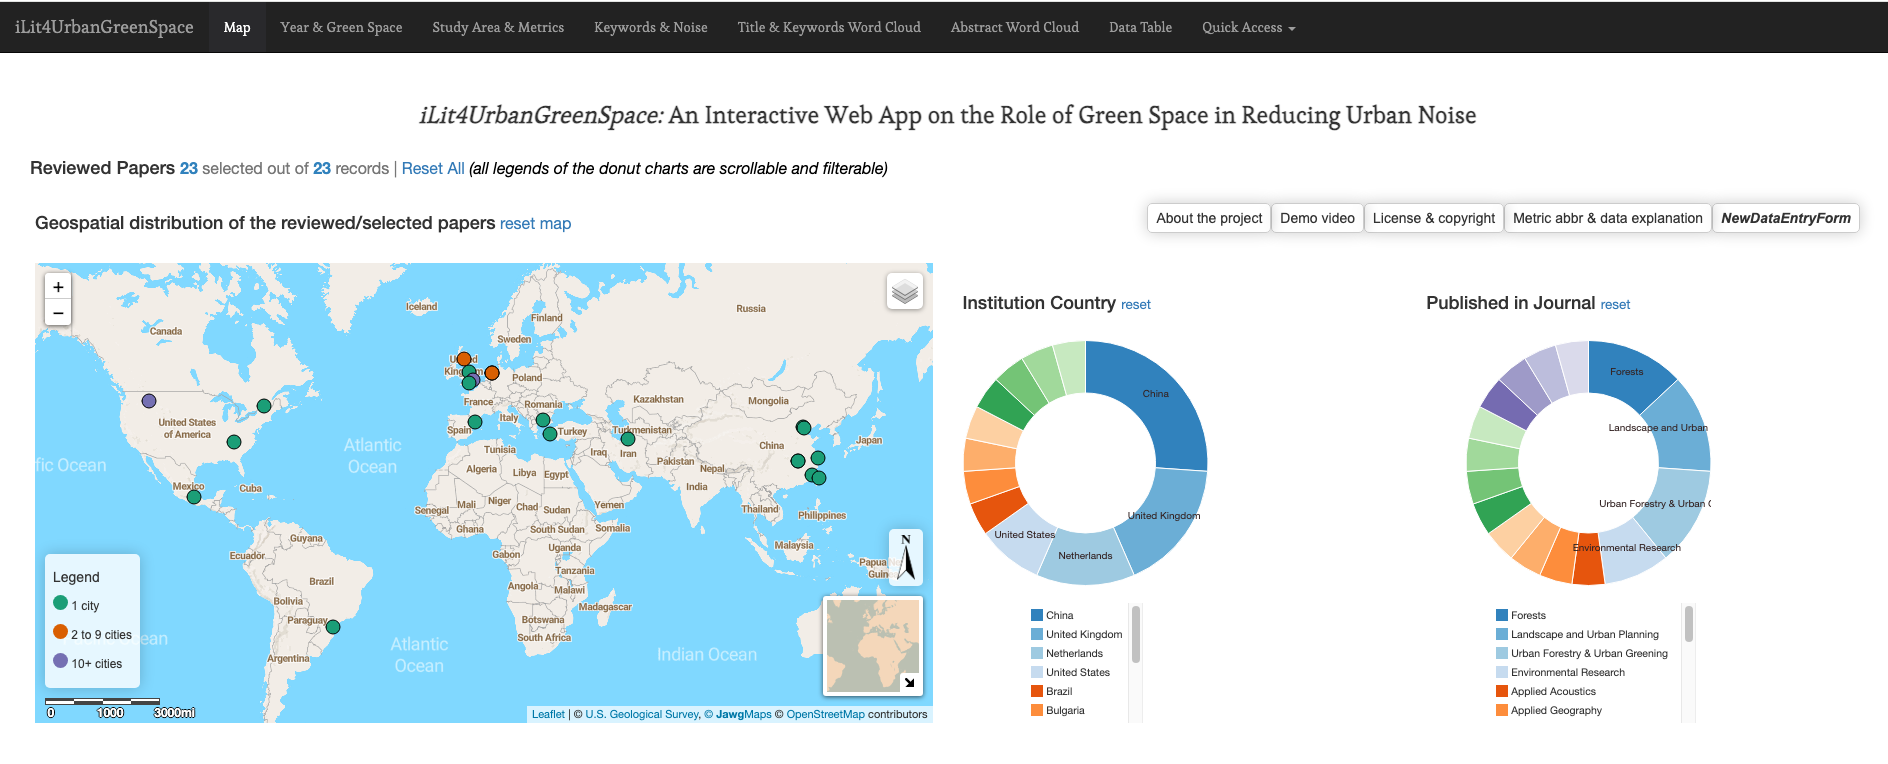 iLit4UrbanGreenSpace Map Year & Green Space Study Area & Metrics Keywords & Noise Title & Keywords Word Cloud Abstract Word Cloud Data Table Quick Access
iLit4UrbanGreenSpace: An Interactive Web App on the Role of Green Space in Reducing Urban Noise
Reviewed Papers 23 selected out of 23 records | Reset All (all legends of the donut charts are scrollable and filterable)
Geospatial distribution of the reviewed/selected papers reset map
About the project Demo video License & copyright Metric abbr & data explanation NewDataEntryForm
+
−
Iceland
Russia
Finland
Canada
Sweden
United
Kingdom
Poland
France
Kazakhstan
Mongolia
Romania
Italy
United States
of America
Spain
Turkey
Turkmenistan
China
Japan
Atlantic
Ocean
Tunisia
Iraq
Iran
Pakistan
fic Ocean
Algeria
Libya
Egypt
Nepal
India
Mexico
Cuba
Mali
Niger
Chad
Sudan
Yemen
Senegal
Thailand
Philippines
Ghana
South Sudan
Somalia
Guyana
Ecuador
Gabon
Uganda
Malaysia
Tanzania
Papua N
Guin
Brazil
Angola
Malawi
Bolivia
Madagascar
Paraguay
Botswana
South Africa
Atlantic
Ocean
Indian Ocean
Argentina
ean
N
Legend
1 city
2 to 9 cities
10+ cities
0 1000 3000mi
Leaflet | © U.S. Geological Survey, © JawgMaps © OpenStreetMap contributors
Institution Country reset
China
United Kingdom
United States
Netherlands
China
United Kingdom
Netherlands
United States
Brazil
Bulgaria
Published in Journal reset
Forests
Landscape and Urban
Urban Forestry & Urban G
Environmental Research
Forests
Landscape and Urban Planning
Urban Forestry & Urban Greening
Environmental Research
Applied Acoustics
Applied Geography